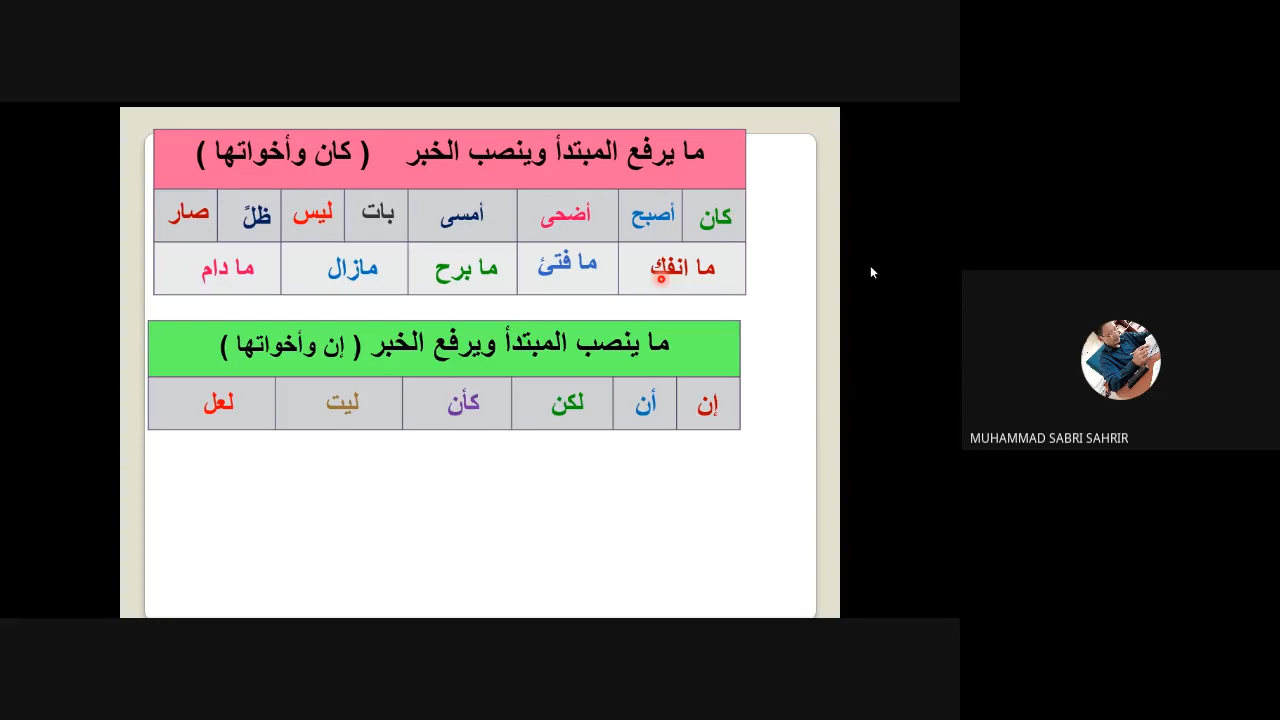 ما يرفع المبتدأ وينصب الخبر ( كان وأخواتها )
كان أصبح أضحى أمسى بات ليس ظلً صار
ما انفك ما فتئ ما برح مازال ما دام
ما ينصب المبتدأ ويرفع الخبر ( إن وأخواتها )
إن أن لكن كأن ليت لعل
MUHAMMAD SABRI SAHRIR